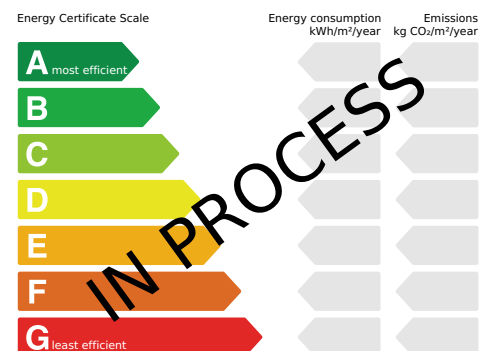 Energy Certificate Scale
Energy consumption
kWh/m²/year
Emissions
kg CO₂/m²/year
A most efficient
B
C
D
E
F
G least efficient
IN PROCESS